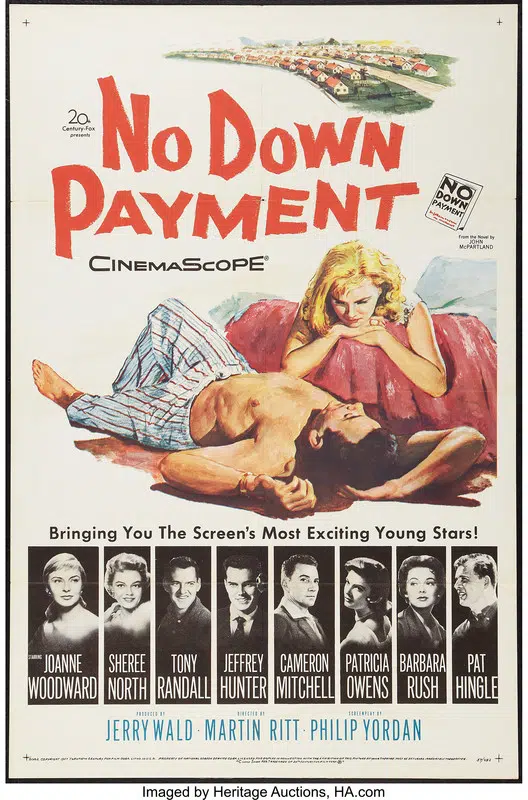 20th
Century-Fox
presents
No Down
Payment
CinemaScope®
NO
DOWN
PAYMENT
From the Novel by
JOHN
McPARTLAND
Bringing You The Screen's Most Exciting Young Stars!
STARRING
JOANNE
WOODWARD
SHEREE
NORTH
TONY
RANDALL
JEFFREY
HUNTER
CAMERON
MITCHELL
PATRICIA
OWENS
BARBARA
RUSH
PAT
HINGLE
PRODUCED BY
JERRY WALD
DIRECTED BY
MARTIN RITT
SCREENPLAY BY
PHILIP YORDAN
Imaged by Heritage Auctions, HA.com